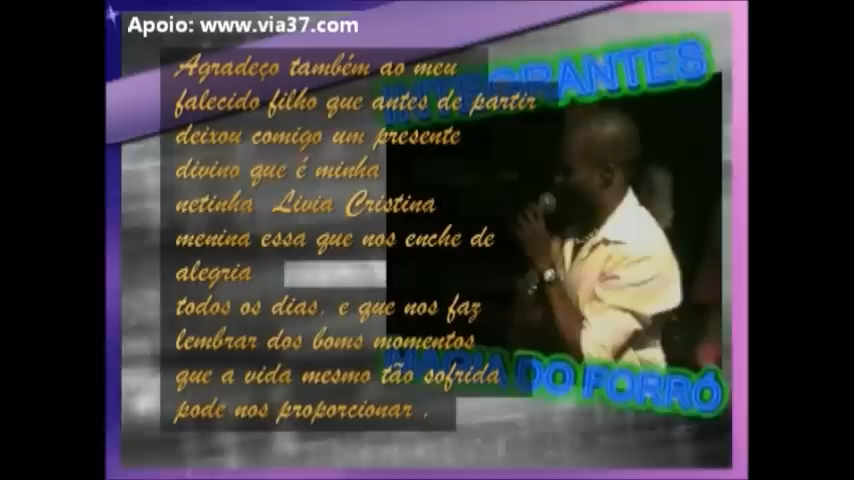 Apoio: www.via37.com
INTEGRANTES
Agradeço também ao meu
falecido filho que antes de partir
deixou comigo um presente
divino que é minha
netinha Livia Cristina
menina essa que nos enche de
alegria
todos os dias, e que nos faz
lembrar dos boms momentos
que a vida mesmo tão sofrida
pode nos proporcionar .
MAGIA DO FORRÓ